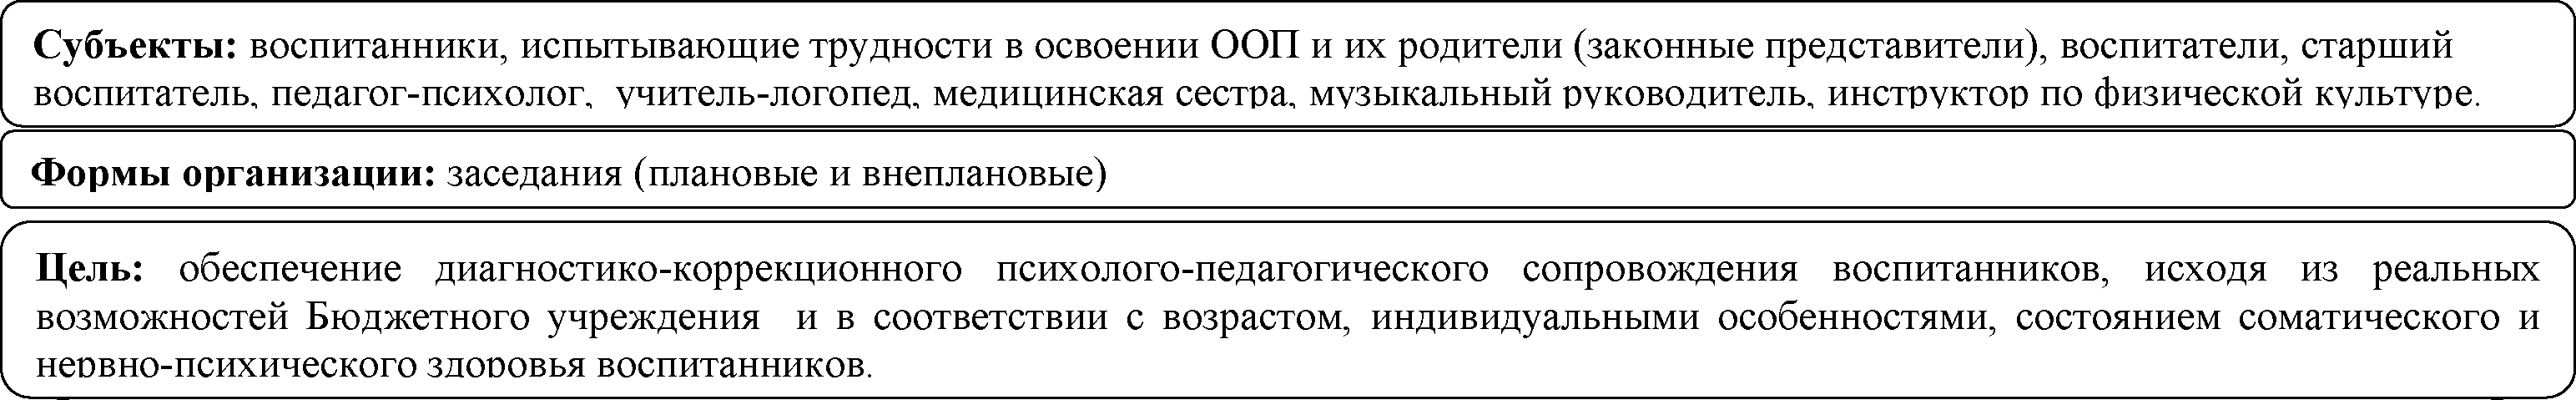 Субъекты: воспитанники, испытывающие трудности в освоении ООП и их родители (законные представители), воспитатели, старший
воспитатель, педагог-психолог, учитель-логопед, медицинская сестра, музыкальный руководитель, инструктор по физической культуре.
Формы организации: заседания (плановые и внеплановые)
Цель: обеспечение диагностико-коррекционного психолого-педагогического сопровождения воспитанников, исходя из реальных
возможностей Бюджетного учреждения и в соответствии с возрастом, индивидуальными особенностями, состоянием соматического и
нервно-психического здоровья воспитанников.